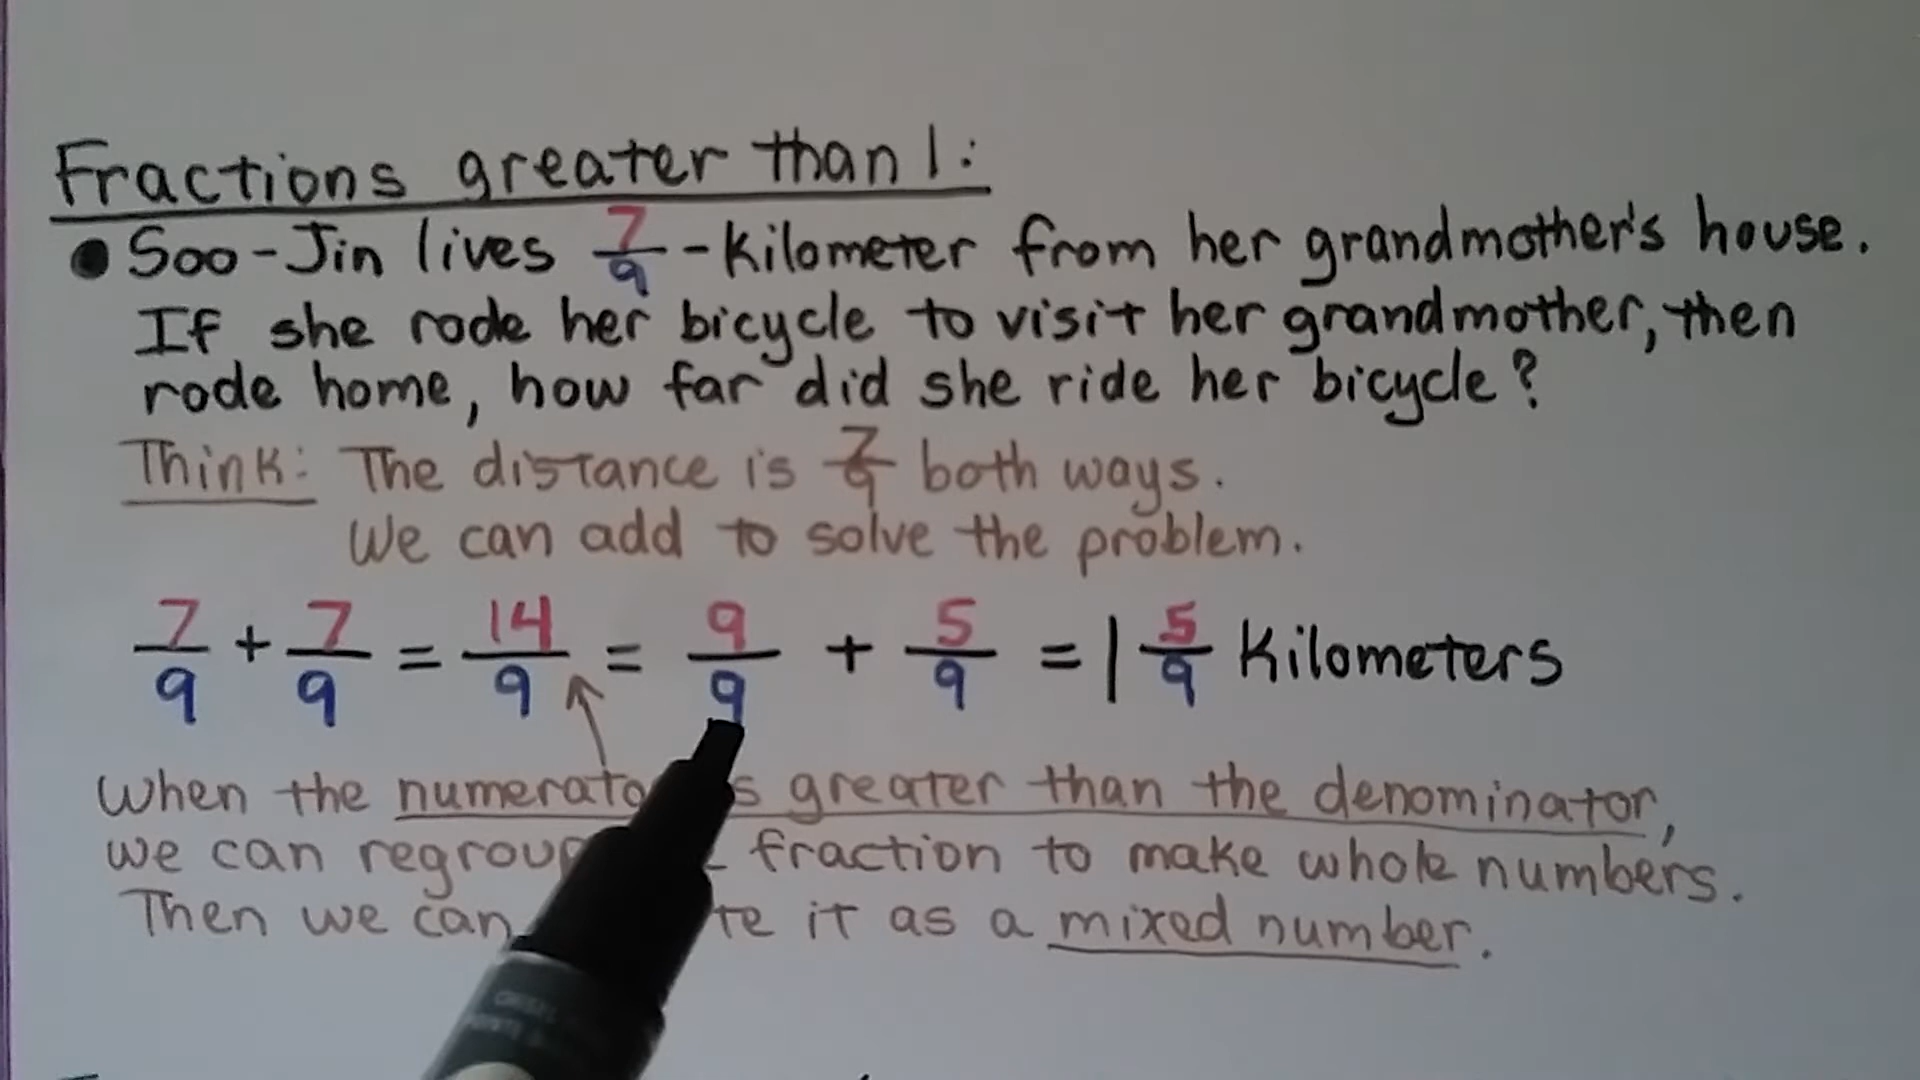 Fractions greater than 1:
• Soo-Jin lives 7/9-kilometer from her grandmother's house.
If she rode her bicycle to visit her grandmother, then
rode home, how far did she ride her bicycle?
Think: The distance is 7/9 both ways.
We can add to solve the problem.
7/9 + 7/9 = 14/9 = 9/9 + 5/9 = 1 5/9 Kilometers
When the greater than the denominator,
we can fraction to make whole numbers.
Then we can it as a mixed number.